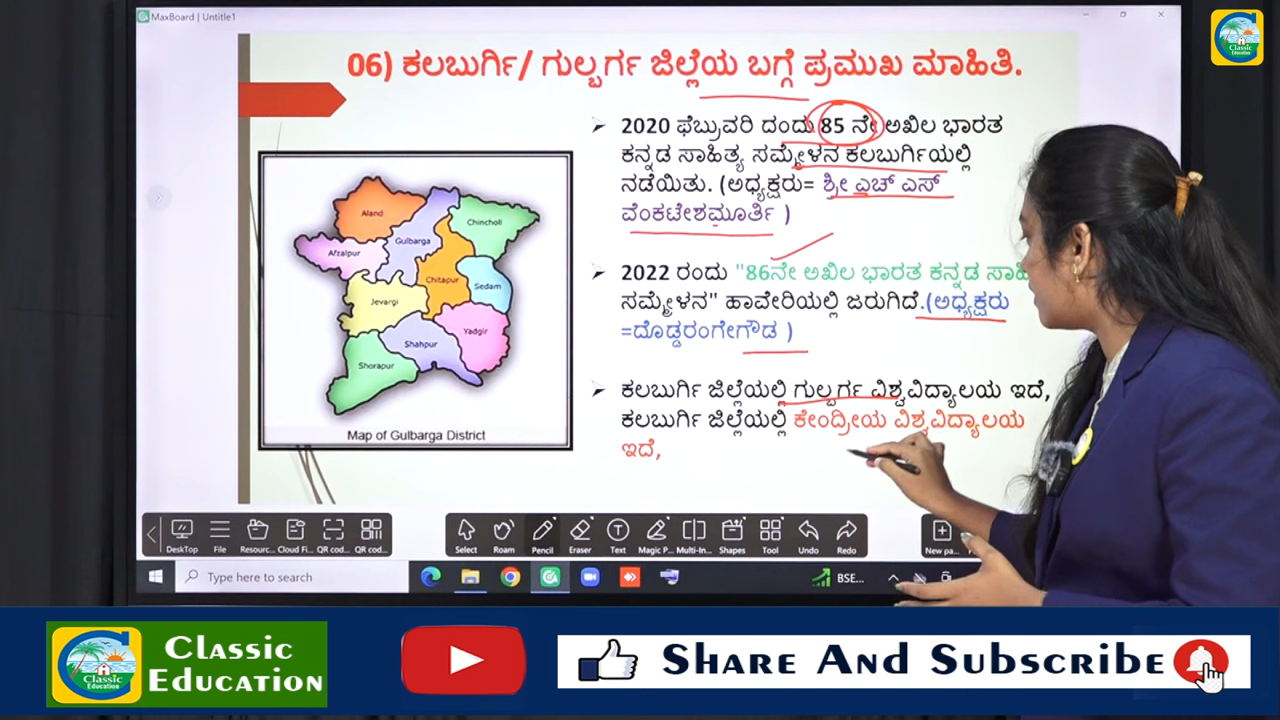 MaxBoard | Untitle1
Classic
Education
06) ಕಲಬುರ್ಗಿ/ ಗುಲ್ಬರ್ಗ ಜಿಲ್ಲೆಯ ಬಗ್ಗೆ ಪ್ರಮುಖ ಮಾಹಿತಿ.
➢ 2020 ಫೆಬ್ರುವರಿ ದಂದು 85 ನೇ ಅಖಿಲ ಭಾರತ
ಕನ್ನಡ ಸಾಹಿತ್ಯ ಸಮ್ಮೇಳನ ಕಲಬುರ್ಗಿಯಲ್ಲಿ
ನಡೆಯಿತು. (ಅಧ್ಯಕ್ಷರು= ಶ್ರೀ ಎಚ್ ಎಸ್
ವೆಂಕಟೇಶಮೂರ್ತಿ )
➢ 2022 ರಂದು "86ನೇ ಅಖಿಲ ಭಾರತ ಕನ್ನಡ
ಸಮ್ಮೇಳನ" ಹಾವೇರಿಯಲ್ಲಿ ಜರುಗಿದೆ.(ಅಧ್ಯಕ್ಷರು
=ದೊಡ್ಡರಂಗೇಗೌಡ )
➢ ಕಲಬುರ್ಗಿ ಜಿಲ್ಲೆಯಲ್ಲಿ ಗುಲ್ಬರ್ಗ ವಿಶ್ವವಿದ್ಯಾಲಯ ಇದೆ,
ಕಲಬುರ್ಗಿ ಜಿಲ್ಲೆಯಲ್ಲಿ ಕೇಂದ್ರೀಯ ವಿಶ್ವವಿದ್ಯಾಲಯ
ಇದೆ,
Aland
Chincholi
Gulbarga
Afzalpur
Chitapur
Sedam
Jevargi
Yadgir
Shahpur
Shorapur
Map of Gulbarga District
DeskTop File Resourc... Cloud Fi... QR cod... QR cod... Select Roam Pencil Eraser Text Magic P... Multi-In... Shapes Tool Undo Redo New pa...
Type here to search
BSE...
Classic
Education
Classic
Education
Share And Subscribe